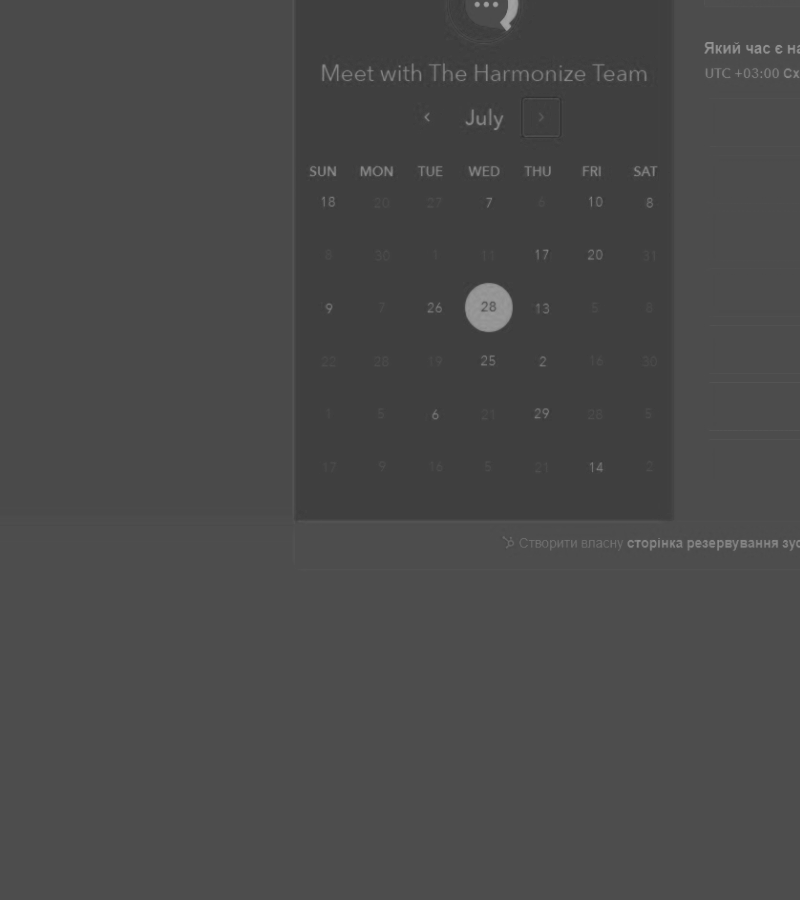 Який час є на
UTC +03:00 Сх
Meet with The Harmonize Team
July
SUN MON TUE WED THU FRI SAT
18 20 27 7 6 10 8
8 30 1 11 17 20 31
9 7 26 28 13 5 6
22 28 19 25 2 16 30
1 5 6 21 29 28 5
17 9 16 5 21 14 2
Створити власну сторінка резервування зус